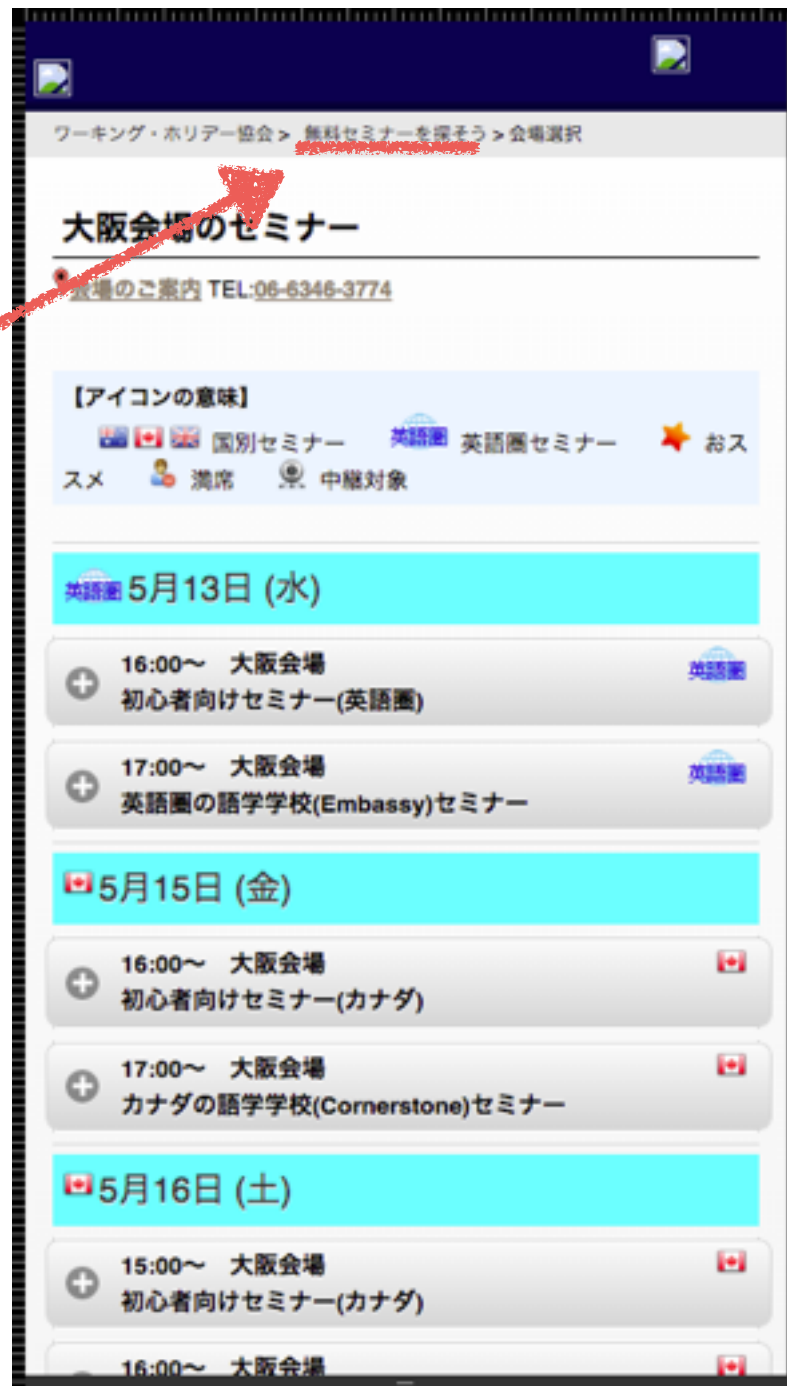 ワーキング・ホリデー協会 > 無料セミナーを探そう > 会場選択
大阪会場のセミナー
会場のご案内 TEL:06-6346-3774
【アイコンの意味】
国別セミナー 英語圏 英語圏セミナー おス
スメ 満席 中継対象
英語圏 5月13日 (水)
16:00〜 大阪会場 英語圏
初心者向けセミナー(英語圏)
17:00〜 大阪会場 英語圏
英語圏の語学学校(Embassy)セミナー
5月15日 (金)
16:00〜 大阪会場
初心者向けセミナー(カナダ)
17:00〜 大阪会場
カナダの語学学校(Cornerstone)セミナー
5月16日 (土)
15:00〜 大阪会場
初心者向けセミナー(カナダ)
16:00〜 大阪会場